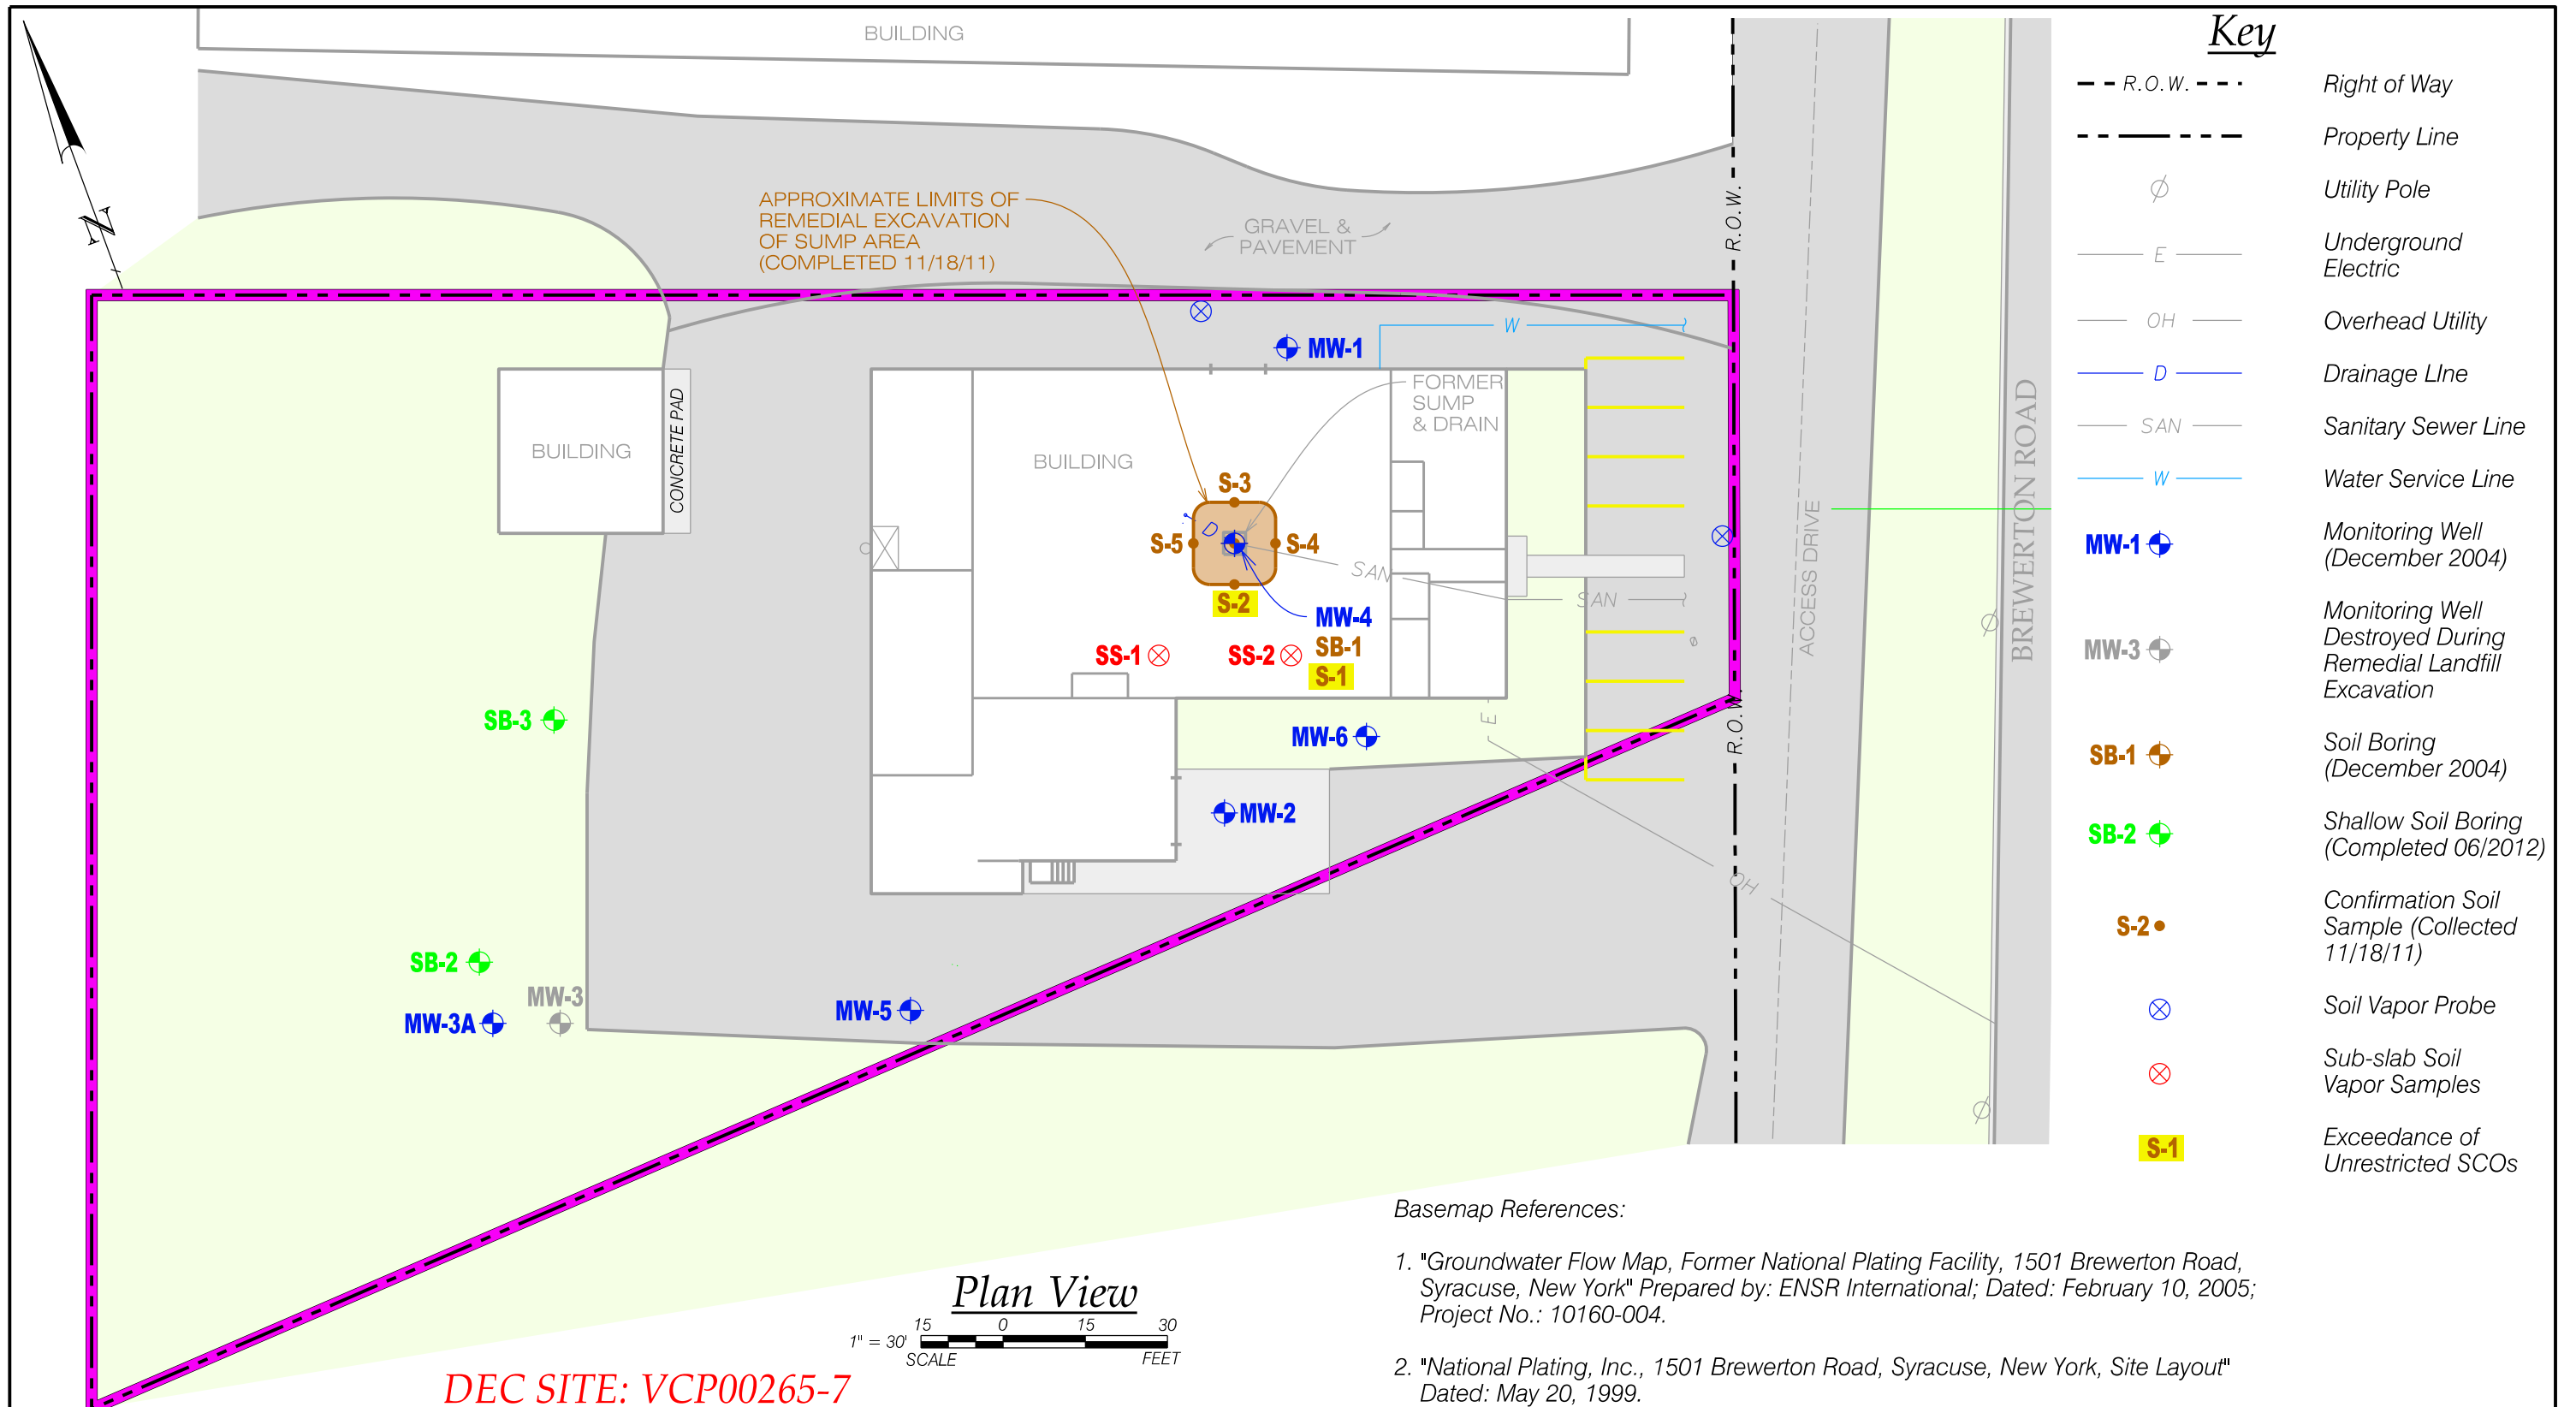 BUILDING
Key
R.O.W.
Right of Way
Property Line
Utility Pole
E
Underground
Electric
OH
Overhead Utility
D
Drainage LIne
SAN
Sanitary Sewer Line
W
Water Service Line
MW-1
Monitoring Well
(December 2004)
MW-3
Monitoring Well
Destroyed During
Remedial Landfill
Excavation
SB-1
Soil Boring
(December 2004)
SB-2
Shallow Soil Boring
(Completed 06/2012)
S-2
Confirmation Soil
Sample (Collected
11/18/11)
Soil Vapor Probe
Sub-slab Soil
Vapor Samples
S-1
Exceedance of
Unrestricted SCOs
N
APPROXIMATE LIMITS OF
REMEDIAL EXCAVATION
OF SUMP AREA
(COMPLETED 11/18/11)
GRAVEL &
PAVEMENT
R.O.W.
W
MW-1
FORMER
SUMP
& DRAIN
BUILDING
CONCRETE PAD
BUILDING
S-3
D
S-5
S-4
S-2
SAN
SAN
MW-4
SB-1
S-1
SS-1
SS-2
ACCESS DRIVE
BREWERTON ROAD
SB-3
MW-6
E
R.O.W.
MW-2
OH
SB-2
MW-3
MW-3A
MW-5
Plan View
15 0 15 30
1" = 30'
SCALE FEET
DEC SITE: VCP00265-7
Basemap References:
1. "Groundwater Flow Map, Former National Plating Facility, 1501 Brewerton Road,
Syracuse, New York" Prepared by: ENSR International; Dated: February 10, 2005;
Project No.: 10160-004.
2. "National Plating, Inc., 1501 Brewerton Road, Syracuse, New York, Site Layout"
Dated: May 20, 1999.